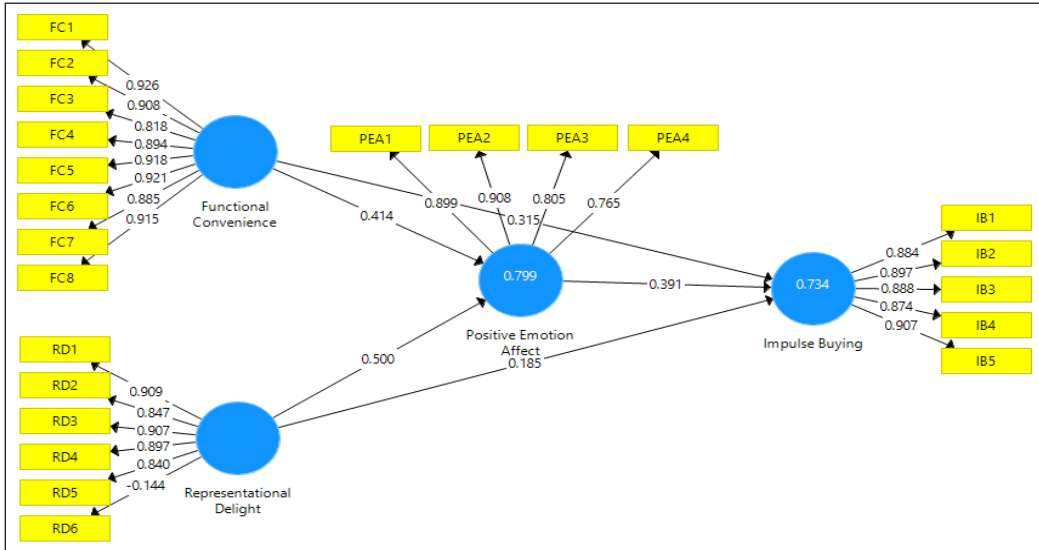 FC1
FC2
FC3
FC4
FC5
FC6
FC7
FC8
0.926
0.908
0.818
0.894
0.918
0.921
0.885
0.915
Functional
Convenience
PEA1
PEA2
PEA3
PEA4
0.899
0.908
0.805
0.765
0.414
0.315
0.799
Positive Emotion
Affect
0.391
0.500
0.185
0.734
Impulse Buying
IB1
IB2
IB3
IB4
IB5
0.884
0.897
0.888
0.874
0.907
RD1
RD2
RD3
RD4
RD5
RD6
0.909
0.847
0.907
0.897
0.840
-0.144
Representational
Delight